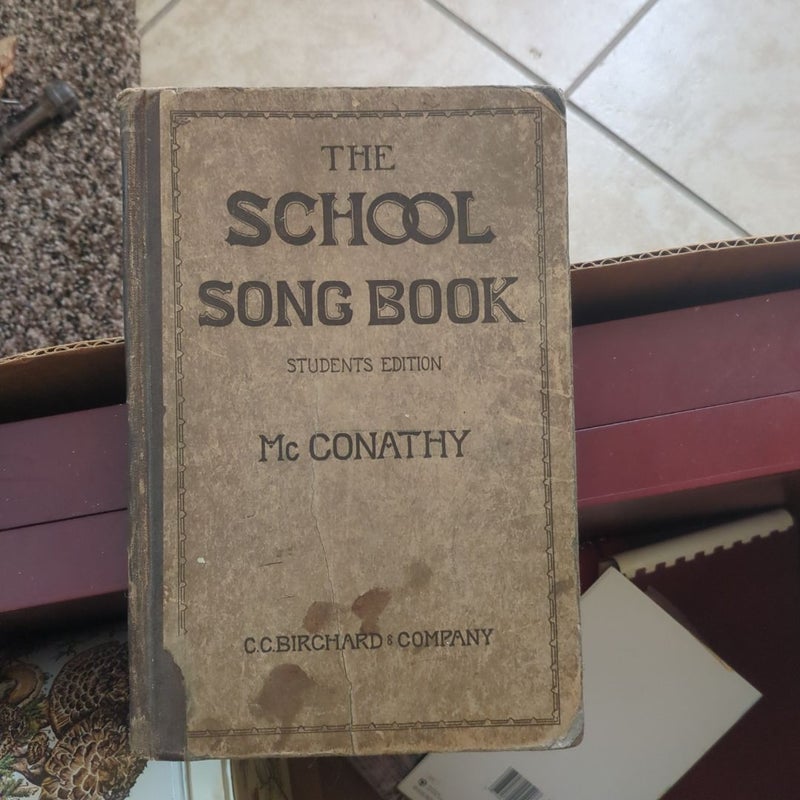 THE
SCHOOL
SONG BOOK
STUDENTS EDITION
Mc CONATHY
C.C.BIRCHARD & COMPANY